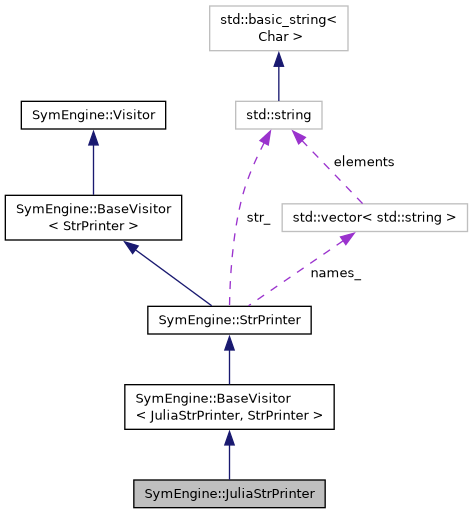 std::basic_string<
Char >
SymEngine::Visitor
std::string
elements
SymEngine::BaseVisitor
< StrPrinter >
str_
std::vector< std::string >
names_
SymEngine::StrPrinter
SymEngine::BaseVisitor
< JuliaStrPrinter, StrPrinter >
SymEngine::JuliaStrPrinter